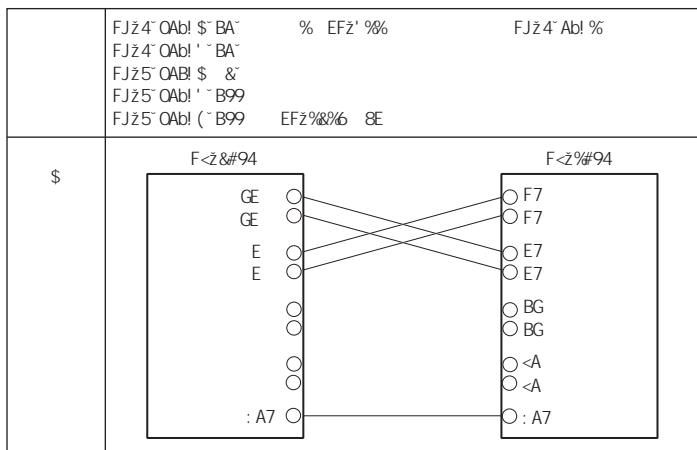 FJž4˘OAb!$˘BA˘ % EFž'%% FJž4˘Ab!%˘
FJž4˘OAb!'˘BA˘
FJž5˘OAB!$ &˘
FJž5˘OAb!'˘B99
FJž5˘OAb!(˘B99 EFž%&%6 8E
$
F<ž&#94 F<ž%#94
GE F7
GE F7
E E7
E E7
BG
BG
<A
<A
:A7 :A7